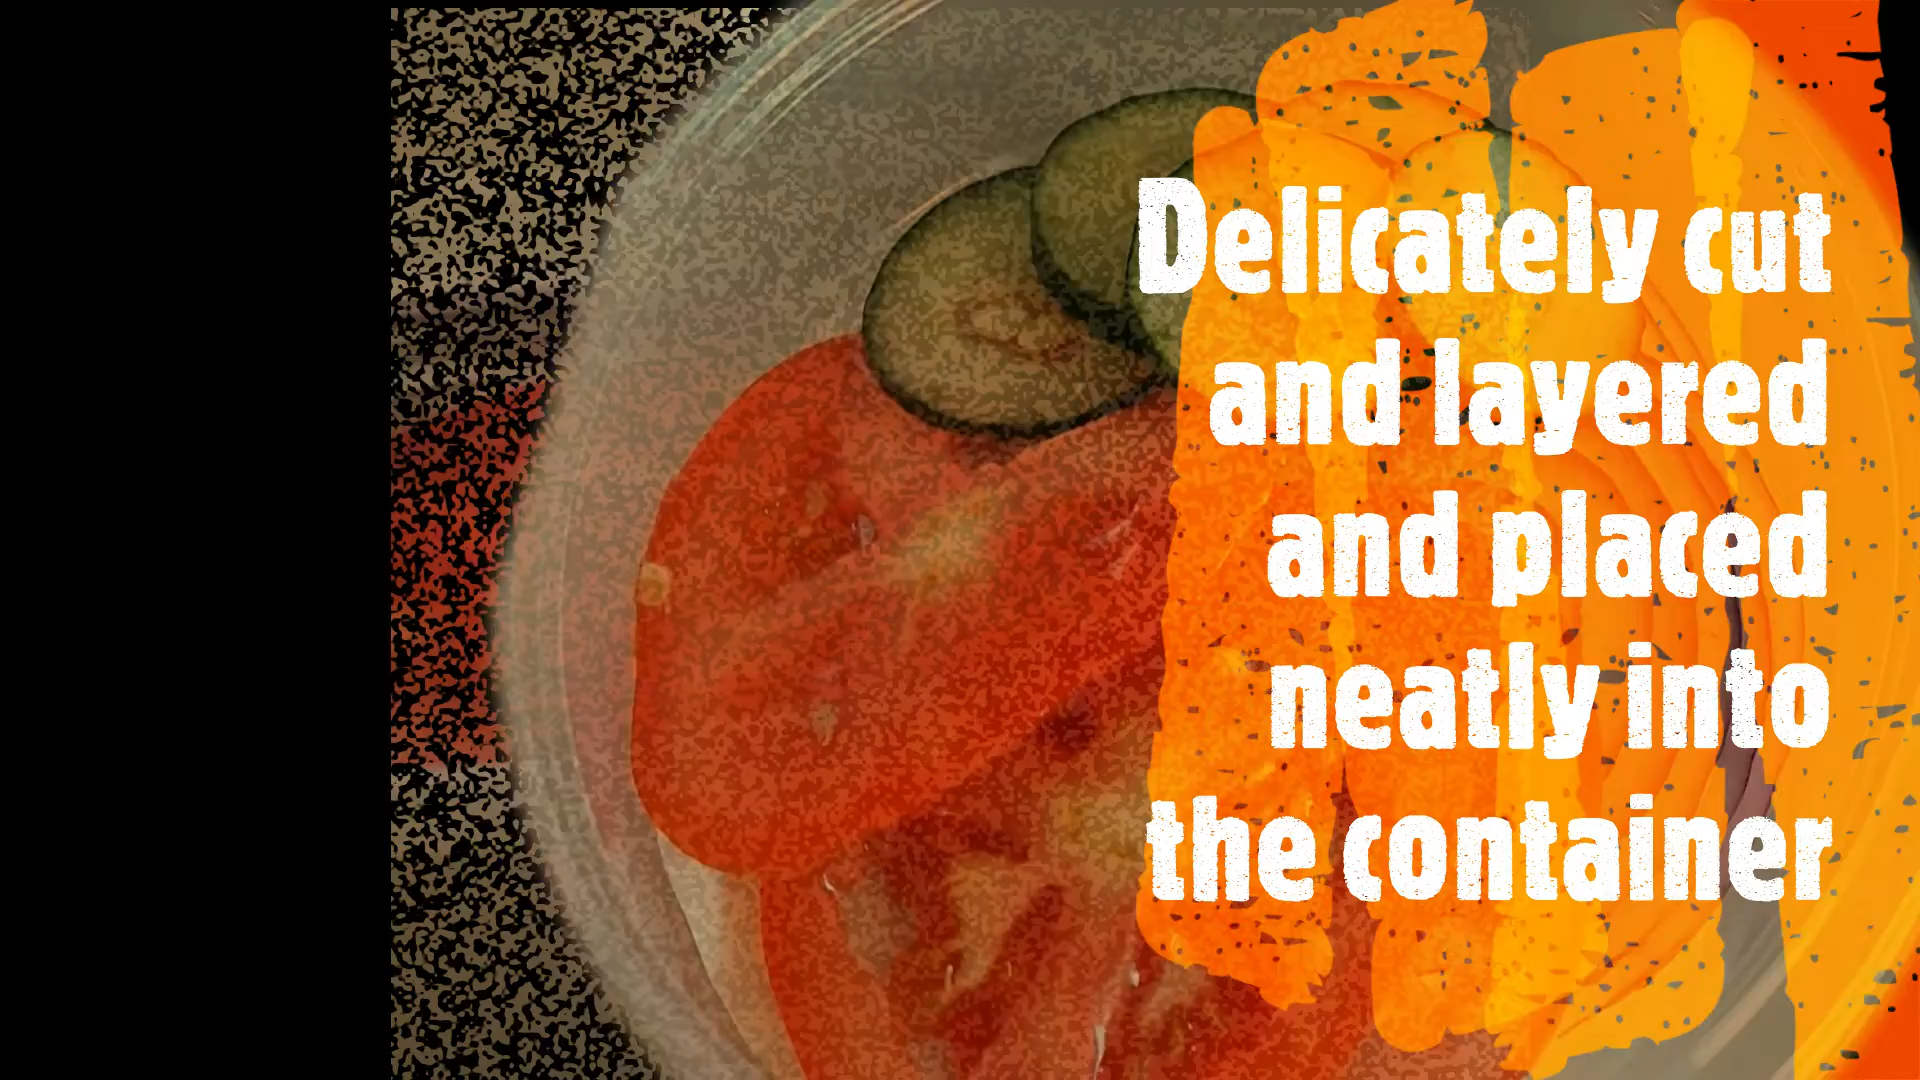 Delicately cut
and layered
and placed
neatly into
the container